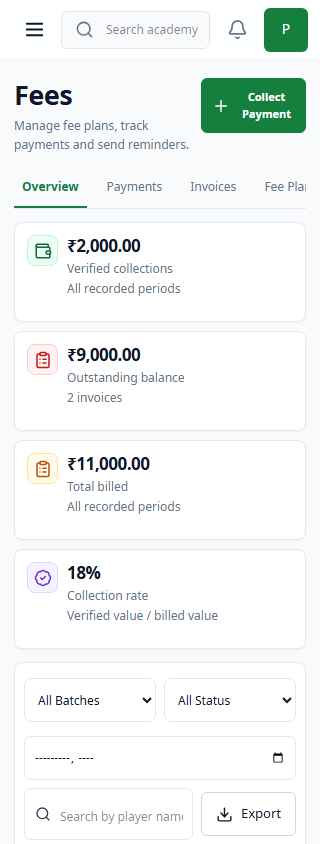 Search academy
P
Fees
Collect
Payment
Manage fee plans, track
payments and send reminders.
Overview Payments Invoices Fee Plan
₹2,000.00
Verified collections
All recorded periods
₹9,000.00
Outstanding balance
2 invoices
₹11,000.00
Total billed
All recorded periods
18%
Collection rate
Verified value / billed value
All Batches All Status
---------, ----
Search by player name
Export